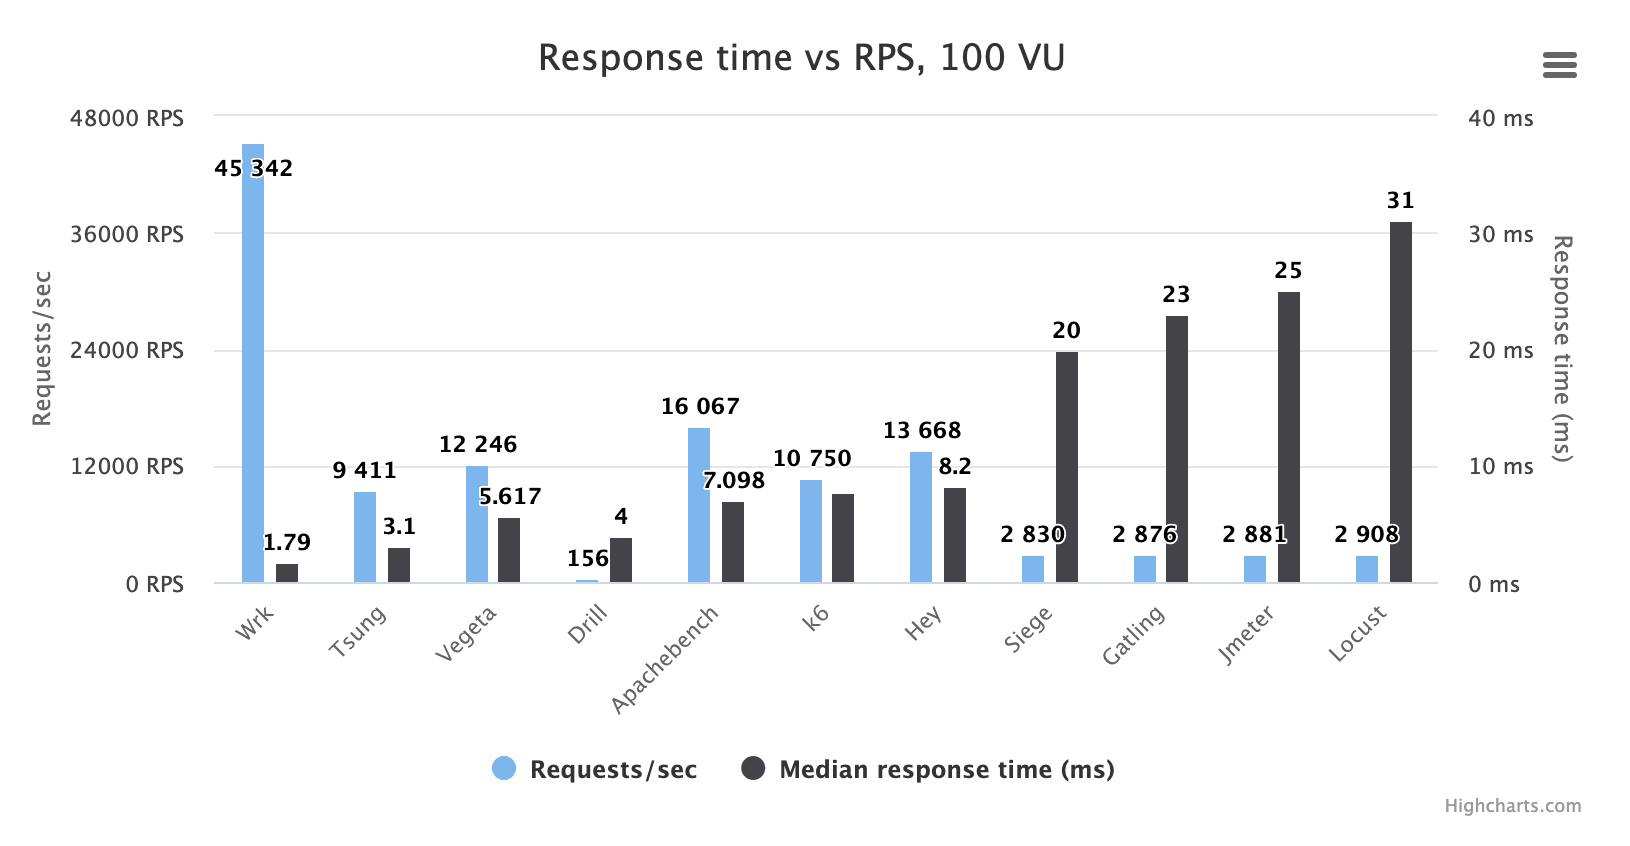 Response time vs RPS, 100 VU
48000 RPS
36000 RPS
24000 RPS
12000 RPS
0 RPS
Requests/sec
40 ms
30 ms
20 ms
10 ms
0 ms
Response time (ms)
45 342
1.79
9 411
3.1
12 246
5.617
156
4
16 067
7.098
10 750
13 668
8.2
2 830
20
2 876
23
2 881
25
2 908
31
Wrk
Tsung
Vegeta
Drill
Apachebench
k6
Hey
Siege
Gatling
Jmeter
Locust
Requests/sec
Median response time (ms)
Highcharts.com